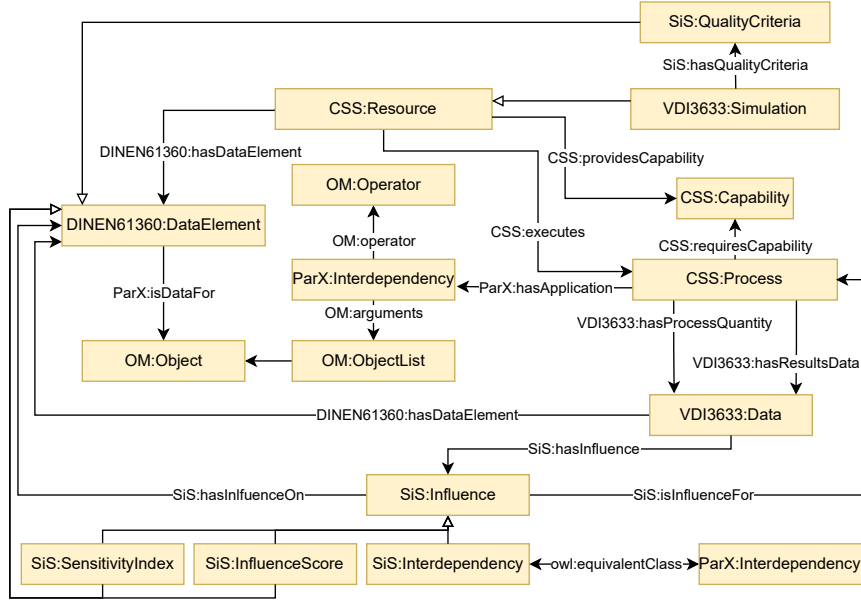 SiS:QualityCriteria
SiS:hasQualityCriteria
CSS:Resource
VDI3633:Simulation
DINEN61360:hasDataElement
CSS:providesCapability
OM:Operator
CSS:Capability
DINEN61360:DataElement
CSS:executes
OM:operator
CSS:requiresCapability
ParX:isDataFor
ParX:Interdependency
ParX:hasApplication
CSS:Process
OM:arguments
VDI3633:hasProcessQuantity
OM:Object
OM:ObjectList
VDI3633:hasResultsData
DINEN61360:hasDataElement
VDI3633:Data
SiS:hasInfluence
SiS:hasInlfuenceOn
SiS:Influence
SiS:isInfluenceFor
SiS:SensitivityIndex
SiS:InfluenceScore
SiS:Interdependency
owl:equivalentClass
ParX:Interdependency